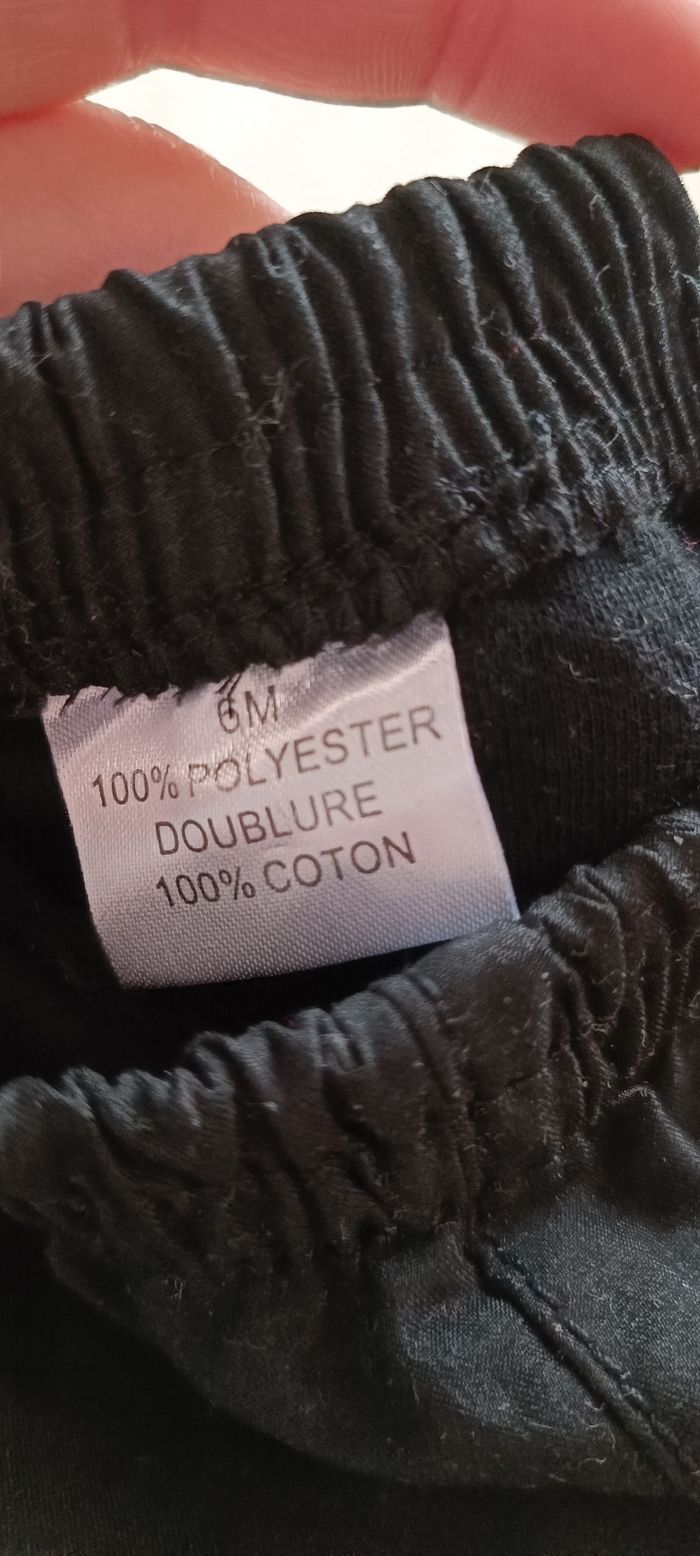 6M
100% POLYESTER
DOUBLURE
100% COTON